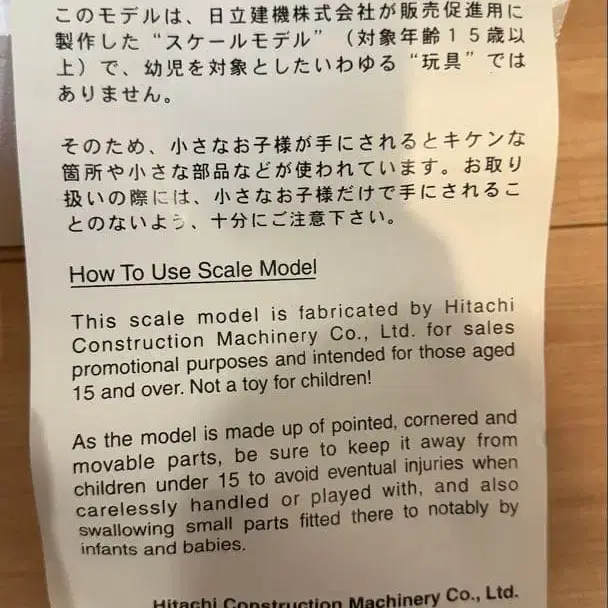 このモデルは、日立建機株式会社が販売促進用に
製作した“スケールモデル”（対象年齢１５歳以
上）で、幼児を対象としたいわゆる“玩具”では
ありません。
そのため、小さなお子様が手にされるとキケンな
箇所や小さな部品などが使われています。お取り
扱いの際には、小さなお子様だけで手にされるこ
とのないよう、十分にご注意下さい。
How To Use Scale Model
This scale model is fabricated by Hitachi
Construction Machinery Co., Ltd. for sales
promotional purposes and intended for those aged
15 and over. Not a toy for children!
As the model is made up of pointed, cornered and
movable parts, be sure to keep it away from
children under 15 to avoid eventual injuries when
carelessly handled or played with, and also
swallowing small parts fitted there to notably by
infants and babies.
Hitachi Construction Machinery Co., Ltd.